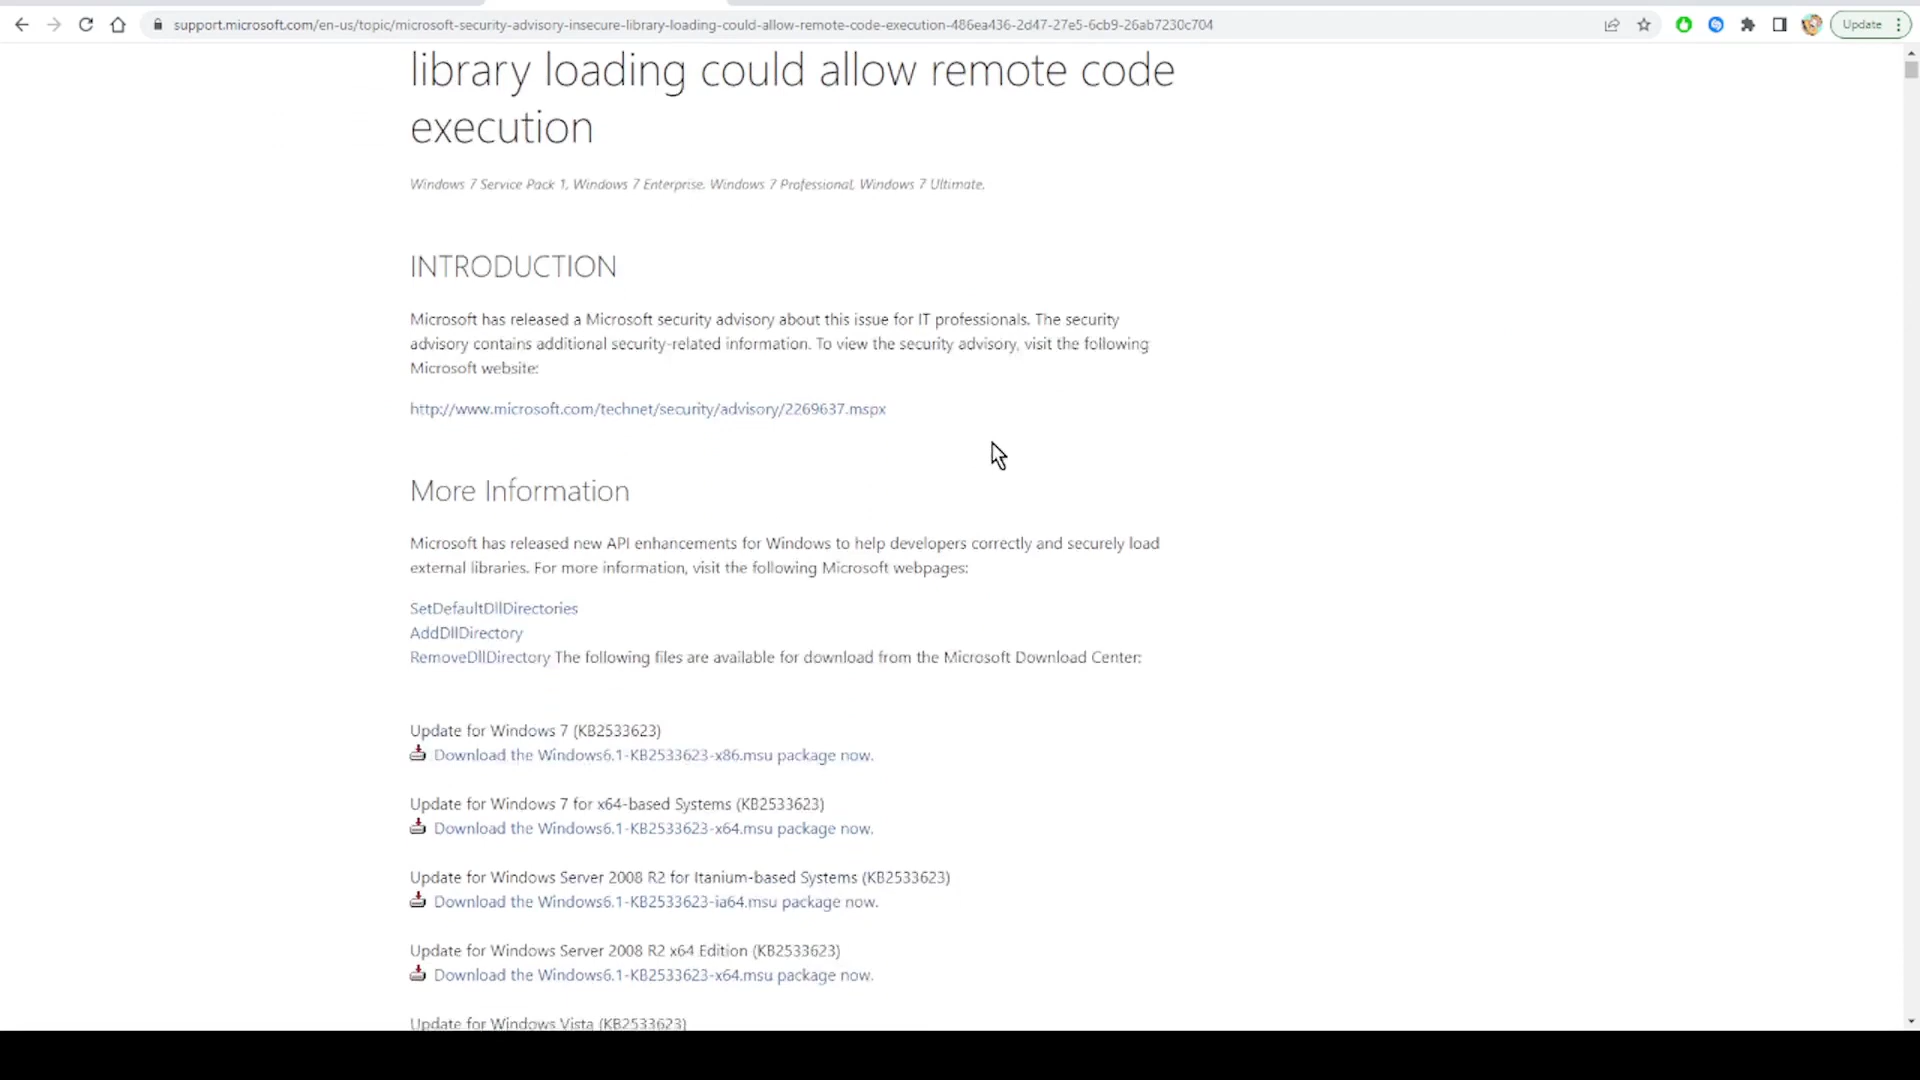 support.microsoft.com/en-us/topic/microsoft-security-advisory-insecure-library-loading-could-allow-remote-code-execution-486ea436-2d47-27e5-6cb9-26ab7230c704
Update
library loading could allow remote code
execution
Windows 7 Service Pack 1, Windows 7 Enterprise, Windows 7 Professional, Windows 7 Ultimate.
INTRODUCTION
Microsoft has released a Microsoft security advisory about this issue for IT professionals. The security
advisory contains additional security-related information. To view the security advisory, visit the following
Microsoft website:
http://www.microsoft.com/technet/security/advisory/2269637.mspx
More Information
Microsoft has released new API enhancements for Windows to help developers correctly and securely load
external libraries. For more information, visit the following Microsoft webpages:
SetDefaultDllDirectories
AddDllDirectory
RemoveDllDirectory The following files are available for download from the Microsoft Download Center:
Update for Windows 7 (KB2533623)
Download the Windows6.1-KB2533623-x86.msu package now.
Update for Windows 7 for x64-based Systems (KB2533623)
Download the Windows6.1-KB2533623-x64.msu package now.
Update for Windows Server 2008 R2 for Itanium-based Systems (KB2533623)
Download the Windows6.1-KB2533623-ia64.msu package now.
Update for Windows Server 2008 R2 x64 Edition (KB2533623)
Download the Windows6.1-KB2533623-x64.msu package now.
Update for Windows Vista (KB2533623)